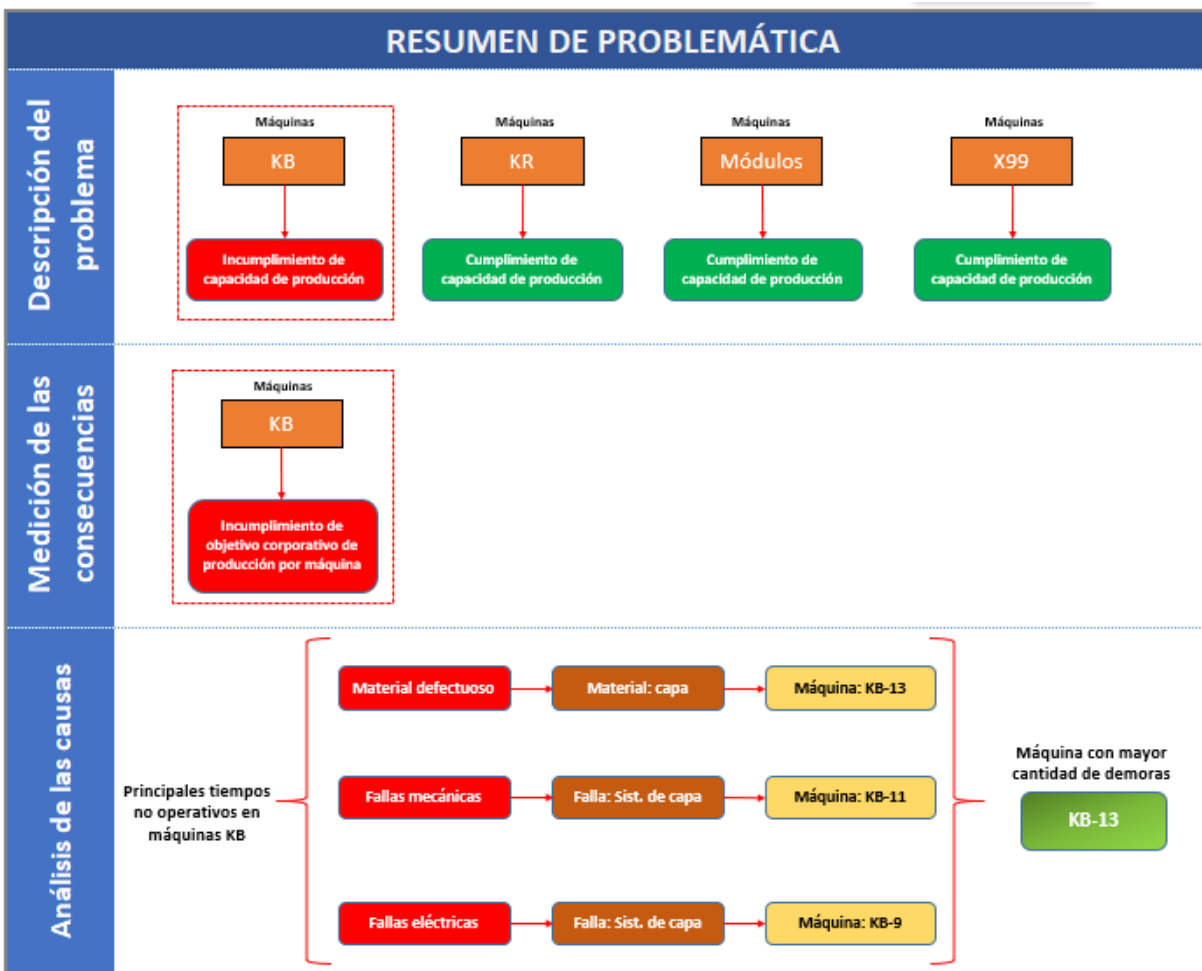 RESUMEN DE PROBLEMÁTICA
Descripción del
problema
Máquinas
KB
Incumplimiento de
capacidad de producción
Máquinas
KR
Cumplimiento de
capacidad de producción
Máquinas
Módulos
Cumplimiento de
capacidad de producción
Máquinas
X99
Cumplimiento de
capacidad de producción
Medición de las
consecuencias
Máquinas
KB
Incumplimiento de
objetivo corporativo de
producción por máquina
Análisis de las causas
Principales tiempos
no operativos en
máquinas KB
Material defectuoso
Material: capa
Máquina: KB-13
Fallas mecánicas
Falla: Sist. de capa
Máquina: KB-11
Fallas eléctricas
Falla: Sist. de capa
Máquina: KB-9
Máquina con mayor
cantidad de demoras
KB-13